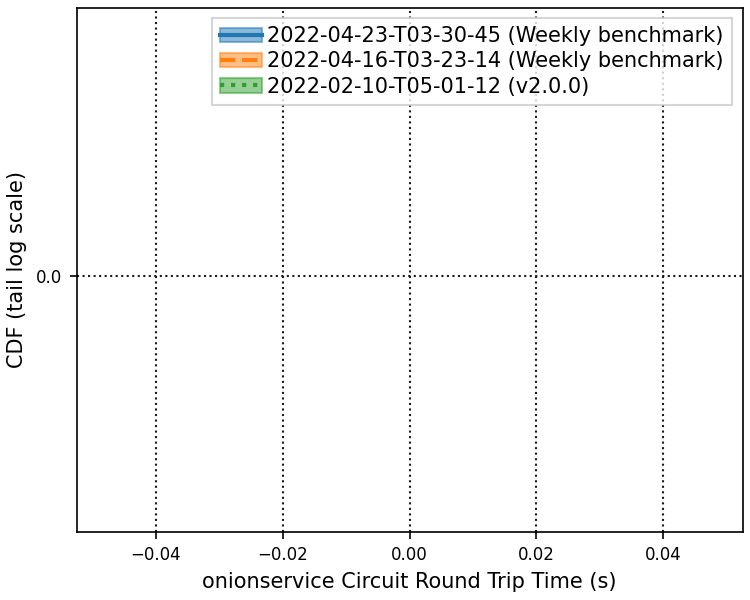 2022-04-23-T03-30-45 (Weekly benchmark)
2022-04-16-T03-23-14 (Weekly benchmark)
2022-02-10-T05-01-12 (v2.0.0)
CDF (tail log scale)
0.0
−0.04 −0.02 0.00 0.02 0.04
onionservice Circuit Round Trip Time (s)